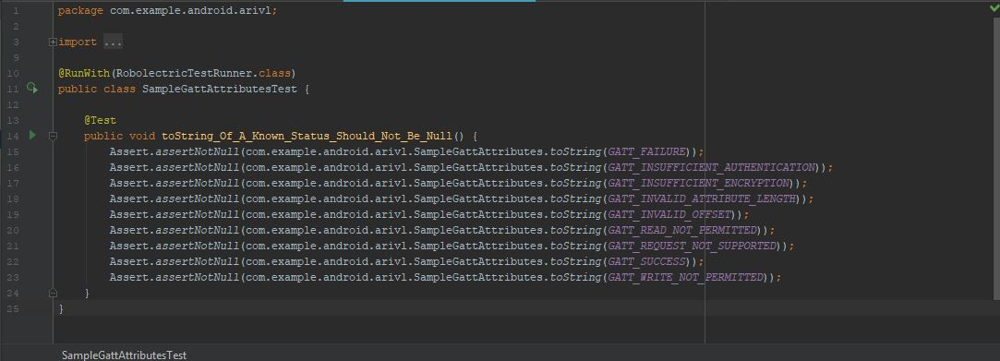 1 package com.example.android.arivl;
2
3 import ...
9
10 @RunWith(RobolectricTestRunner.class)
11 public class SampleGattAttributesTest {
12
13 @Test
14 public void toString_Of_A_Known_Status_Should_Not_Be_Null() {
15 Assert.assertNotNull(com.example.android.arivl.SampleGattAttributes.toString(GATT_FAILURE));
16 Assert.assertNotNull(com.example.android.arivl.SampleGattAttributes.toString(GATT_INSUFFICIENT_AUTHENTICATION));
17 Assert.assertNotNull(com.example.android.arivl.SampleGattAttributes.toString(GATT_INSUFFICIENT_ENCRYPTION));
18 Assert.assertNotNull(com.example.android.arivl.SampleGattAttributes.toString(GATT_INVALID_ATTRIBUTE_LENGTH));
19 Assert.assertNotNull(com.example.android.arivl.SampleGattAttributes.toString(GATT_INVALID_OFFSET));
20 Assert.assertNotNull(com.example.android.arivl.SampleGattAttributes.toString(GATT_READ_NOT_PERMITTED));
21 Assert.assertNotNull(com.example.android.arivl.SampleGattAttributes.toString(GATT_REQUEST_NOT_SUPPORTED));
22 Assert.assertNotNull(com.example.android.arivl.SampleGattAttributes.toString(GATT_SUCCESS));
23 Assert.assertNotNull(com.example.android.arivl.SampleGattAttributes.toString(GATT_WRITE_NOT_PERMITTED));
24 }
25 }
SampleGattAttributesTest